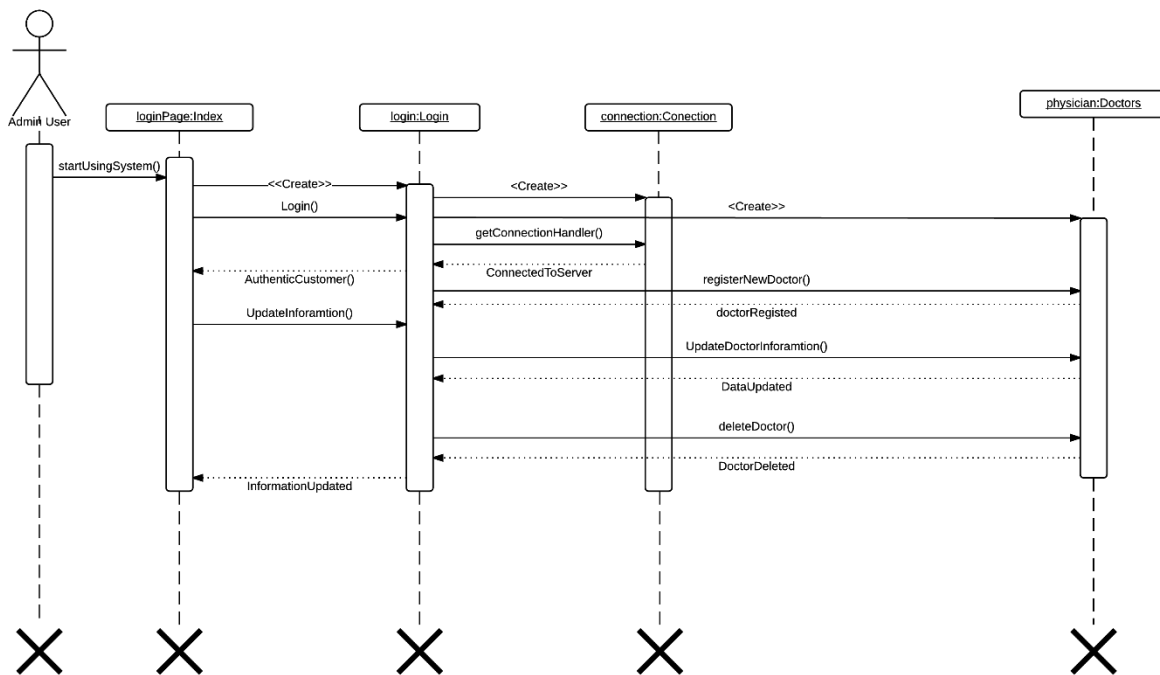 physician:Doctors
loginPage:Index
login:Login
connection:Conection
Admin User
startUsingSystem()
<<Create>>
<Create>>
<Create>>
Login()
getConnectionHandler()
ConnectedToServer
AuthenticCustomer()
registerNewDoctor()
doctorRegisted
UpdateInforamtion()
UpdateDoctorInforamtion()
DataUpdated
deleteDoctor()
DoctorDeleted
InformationUpdated